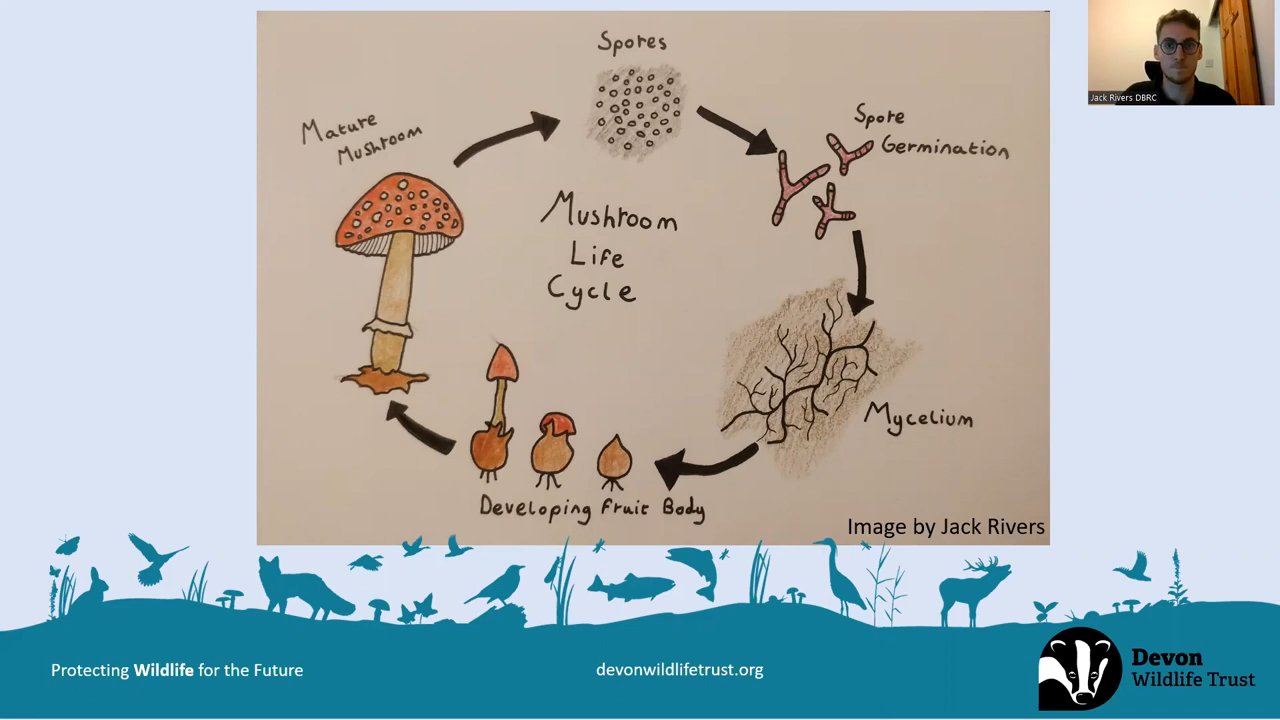 Spores
Mature
Mushroom
Spore
Germination
Mushroom
Life
Cycle
Mycelium
Developing Fruit Body
Image by Jack Rivers
Jack Rivers DBRC
Protecting Wildlife for the Future
devonwildlifetrust.org
Devon
Wildlife Trust